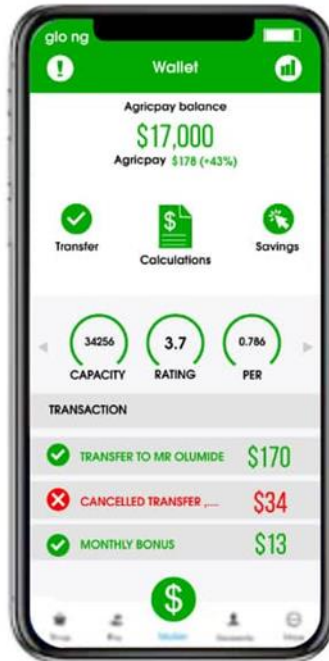 glo ng
Wallet
Agricpay balance
$17,000
Agricpay $178 (+43%)
Transfer
Calculations
Savings
34256
3.7
0.786
CAPACITY
RATING
PER
TRANSACTION
TRANSFER TO MR OLUMIDE $170
CANCELLED TRANSFER ,.... $34
MONTHLY BONUS $13